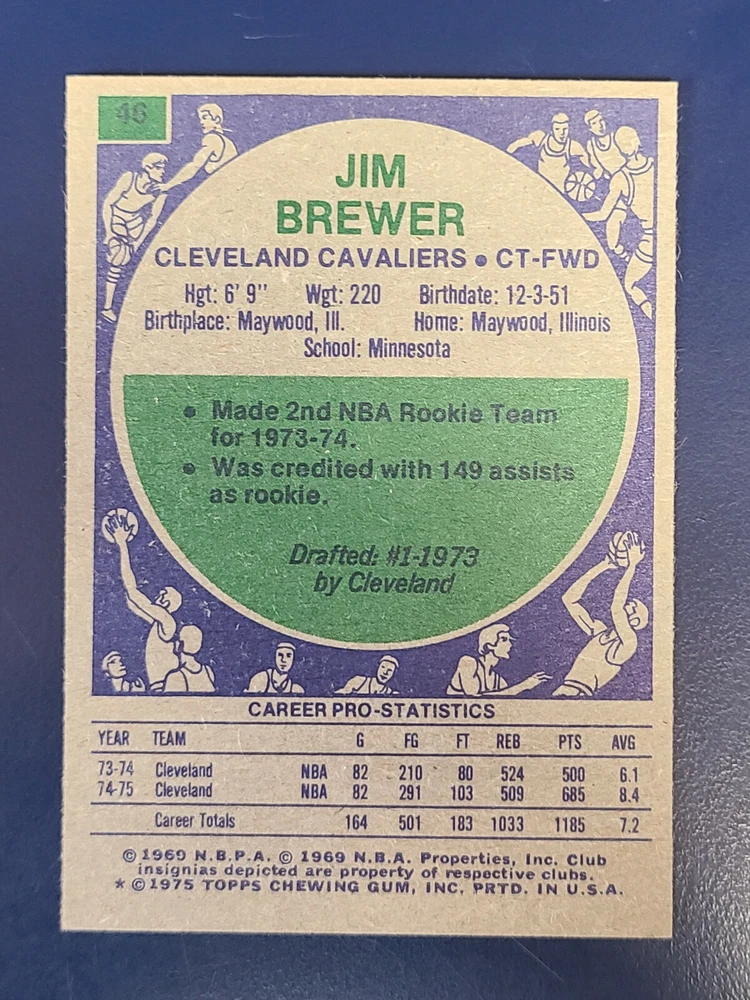 46
JIM
BREWER
CLEVELAND CAVALIERS • CT-FWD
Hgt: 6' 9" Wgt: 220 Birthdate: 12-3-51
Birthplace: Maywood, Ill. Home: Maywood, Illinois
School: Minnesota
• Made 2nd NBA Rookie Team
for 1973-74.
• Was credited with 149 assists
as rookie.
Drafted: #1-1973
by Cleveland
CAREER PRO-STATISTICS
YEAR TEAM G FG FT REB PTS AVG
73-74 Cleveland NBA 82 210 80 524 500 6.1
74-75 Cleveland NBA 82 291 103 509 685 8.4
Career Totals 164 501 183 1033 1185 7.2
© 1969 N.B.P.A. © 1969 N.B.A. Properties, Inc. Club
insignias depicted are property of respective clubs.
* © 1975 TOPPS CHEWING GUM, INC. PRTD. IN U.S.A.